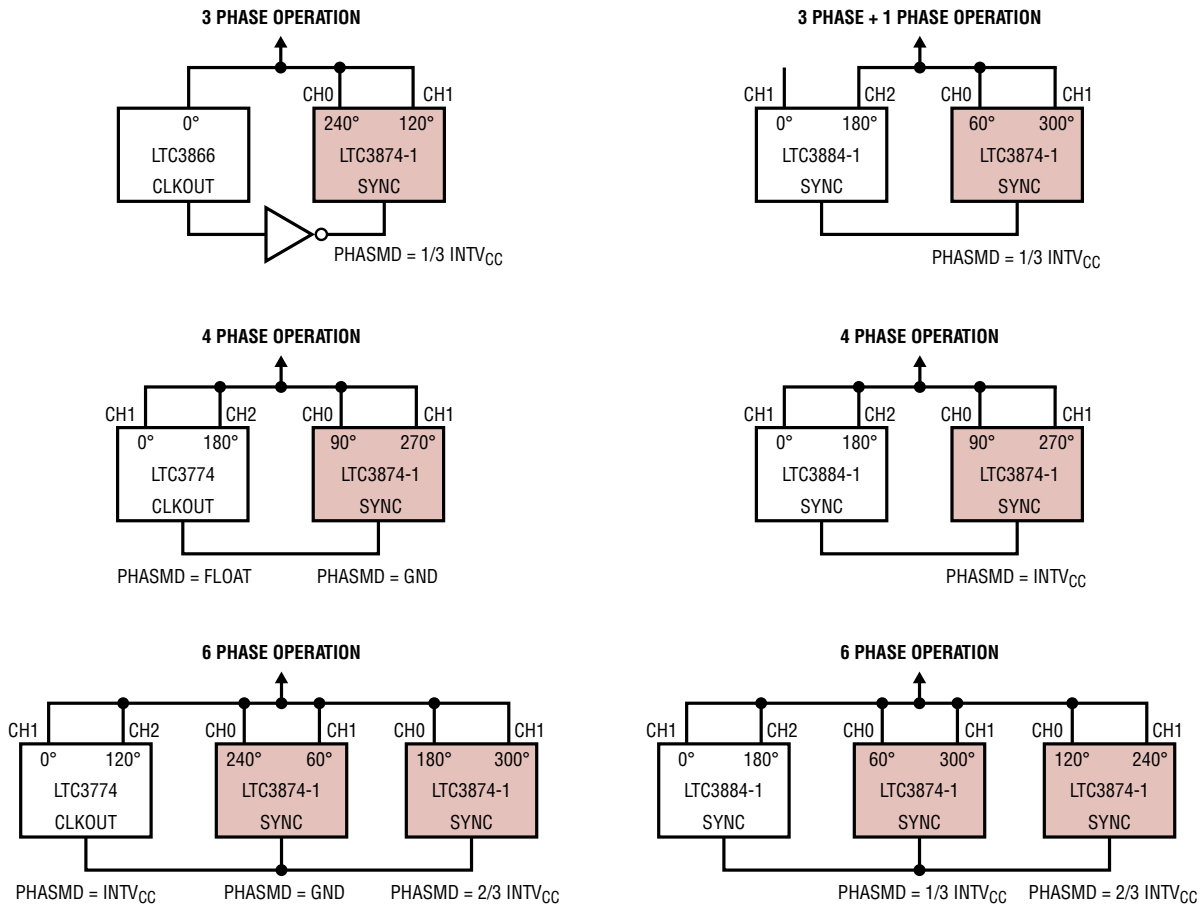 3 PHASE OPERATION
CH0 CH1
0° 240° 120°
LTC3866 LTC3874-1
CLKOUT SYNC
PHASMD = 1/3 INTVCC
3 PHASE + 1 PHASE OPERATION
CH1 CH2 CH0 CH1
0° 180° 60° 300°
LTC3884-1 LTC3874-1
SYNC SYNC
PHASMD = 1/3 INTVCC
4 PHASE OPERATION
CH1 CH2 CH0 CH1
0° 180° 90° 270°
LTC3774 LTC3874-1
CLKOUT SYNC
PHASMD = FLOAT PHASMD = GND
4 PHASE OPERATION
CH1 CH2 CH0 CH1
0° 180° 90° 270°
LTC3884-1 LTC3874-1
SYNC SYNC
PHASMD = INTVCC
6 PHASE OPERATION
CH1 CH2 CH0 CH1 CH0 CH1
0° 120° 240° 60° 180° 300°
LTC3774 LTC3874-1 LTC3874-1
CLKOUT SYNC SYNC
PHASMD = INTVCC PHASMD = GND PHASMD = 2/3 INTVCC
6 PHASE OPERATION
CH1 CH2 CH0 CH1 CH0 CH1
0° 180° 60° 300° 120° 240°
LTC3884-1 LTC3874-1 LTC3874-1
SYNC SYNC SYNC
PHASMD = 1/3 INTVCC PHASMD = 2/3 INTVCC